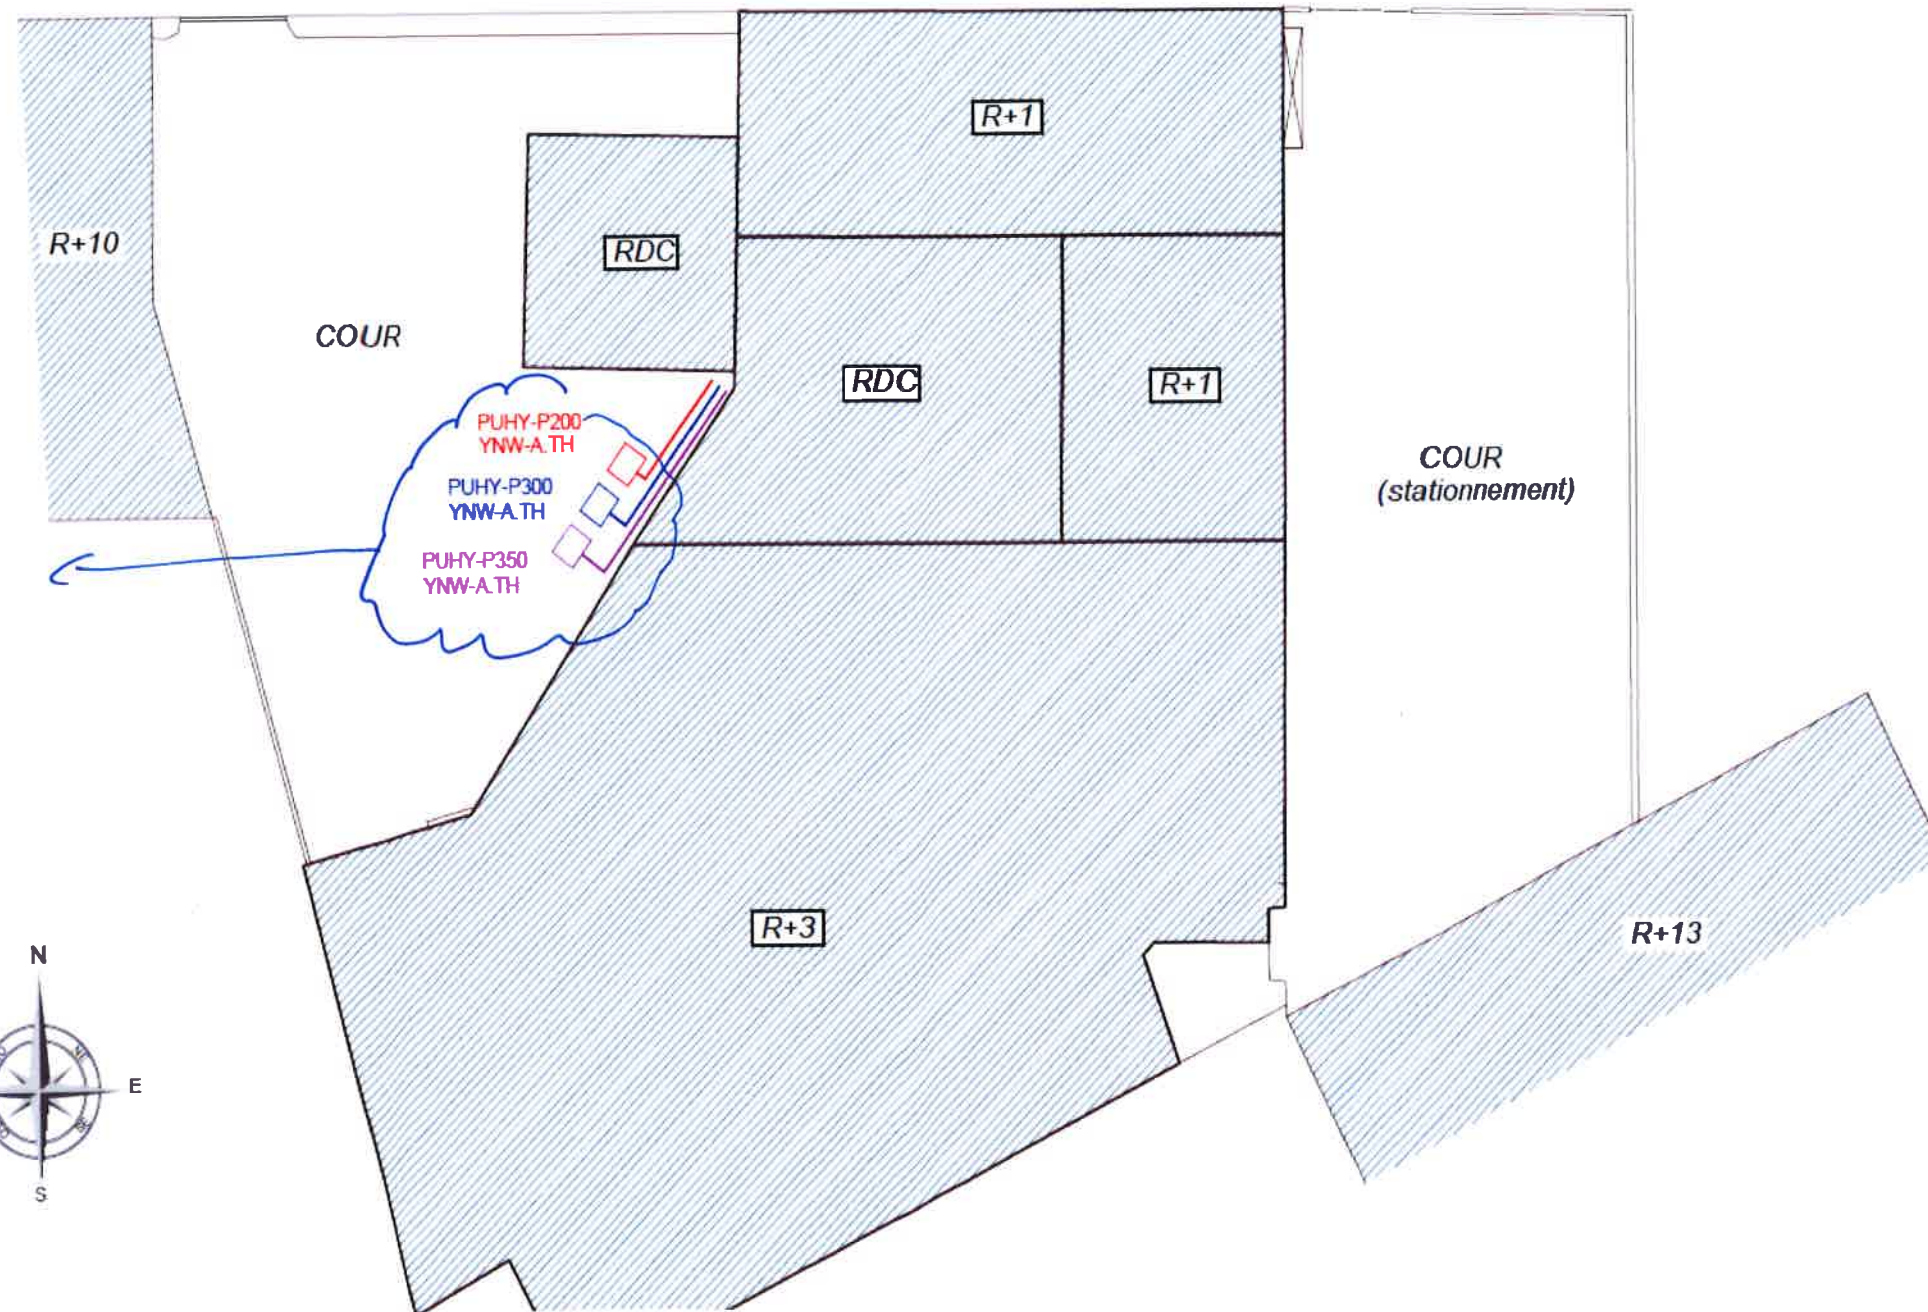 R+1
R+10
RDC
COUR
RDC
R+1
PUHY-P200
YNW-A.TH
PUHY-P300
YNW-A.TH
PUHY-P350
YNW-A.TH
COUR
(stationnement)
R+3
R+13
N
E
S